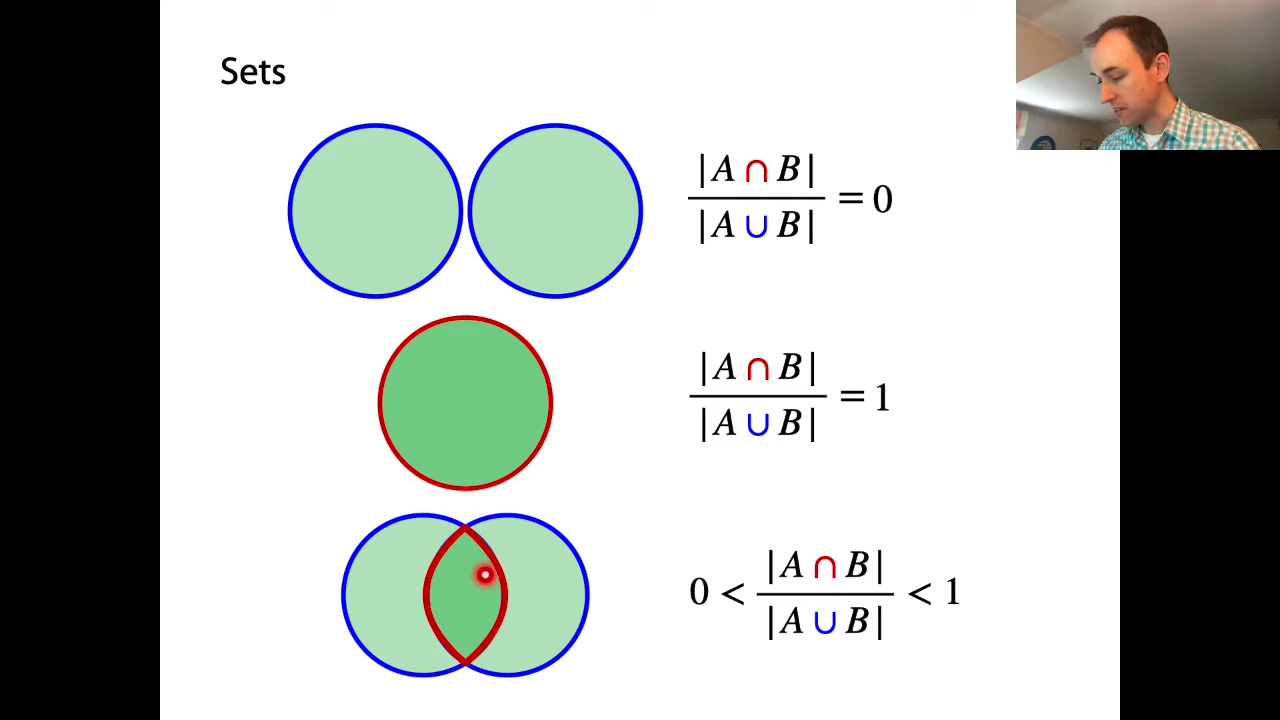 Sets
|A ∩ B|
|A ∪ B|
= 0
|A ∩ B|
|A ∪ B|
= 1
0 <
|A ∩ B|
|A ∪ B|
< 1